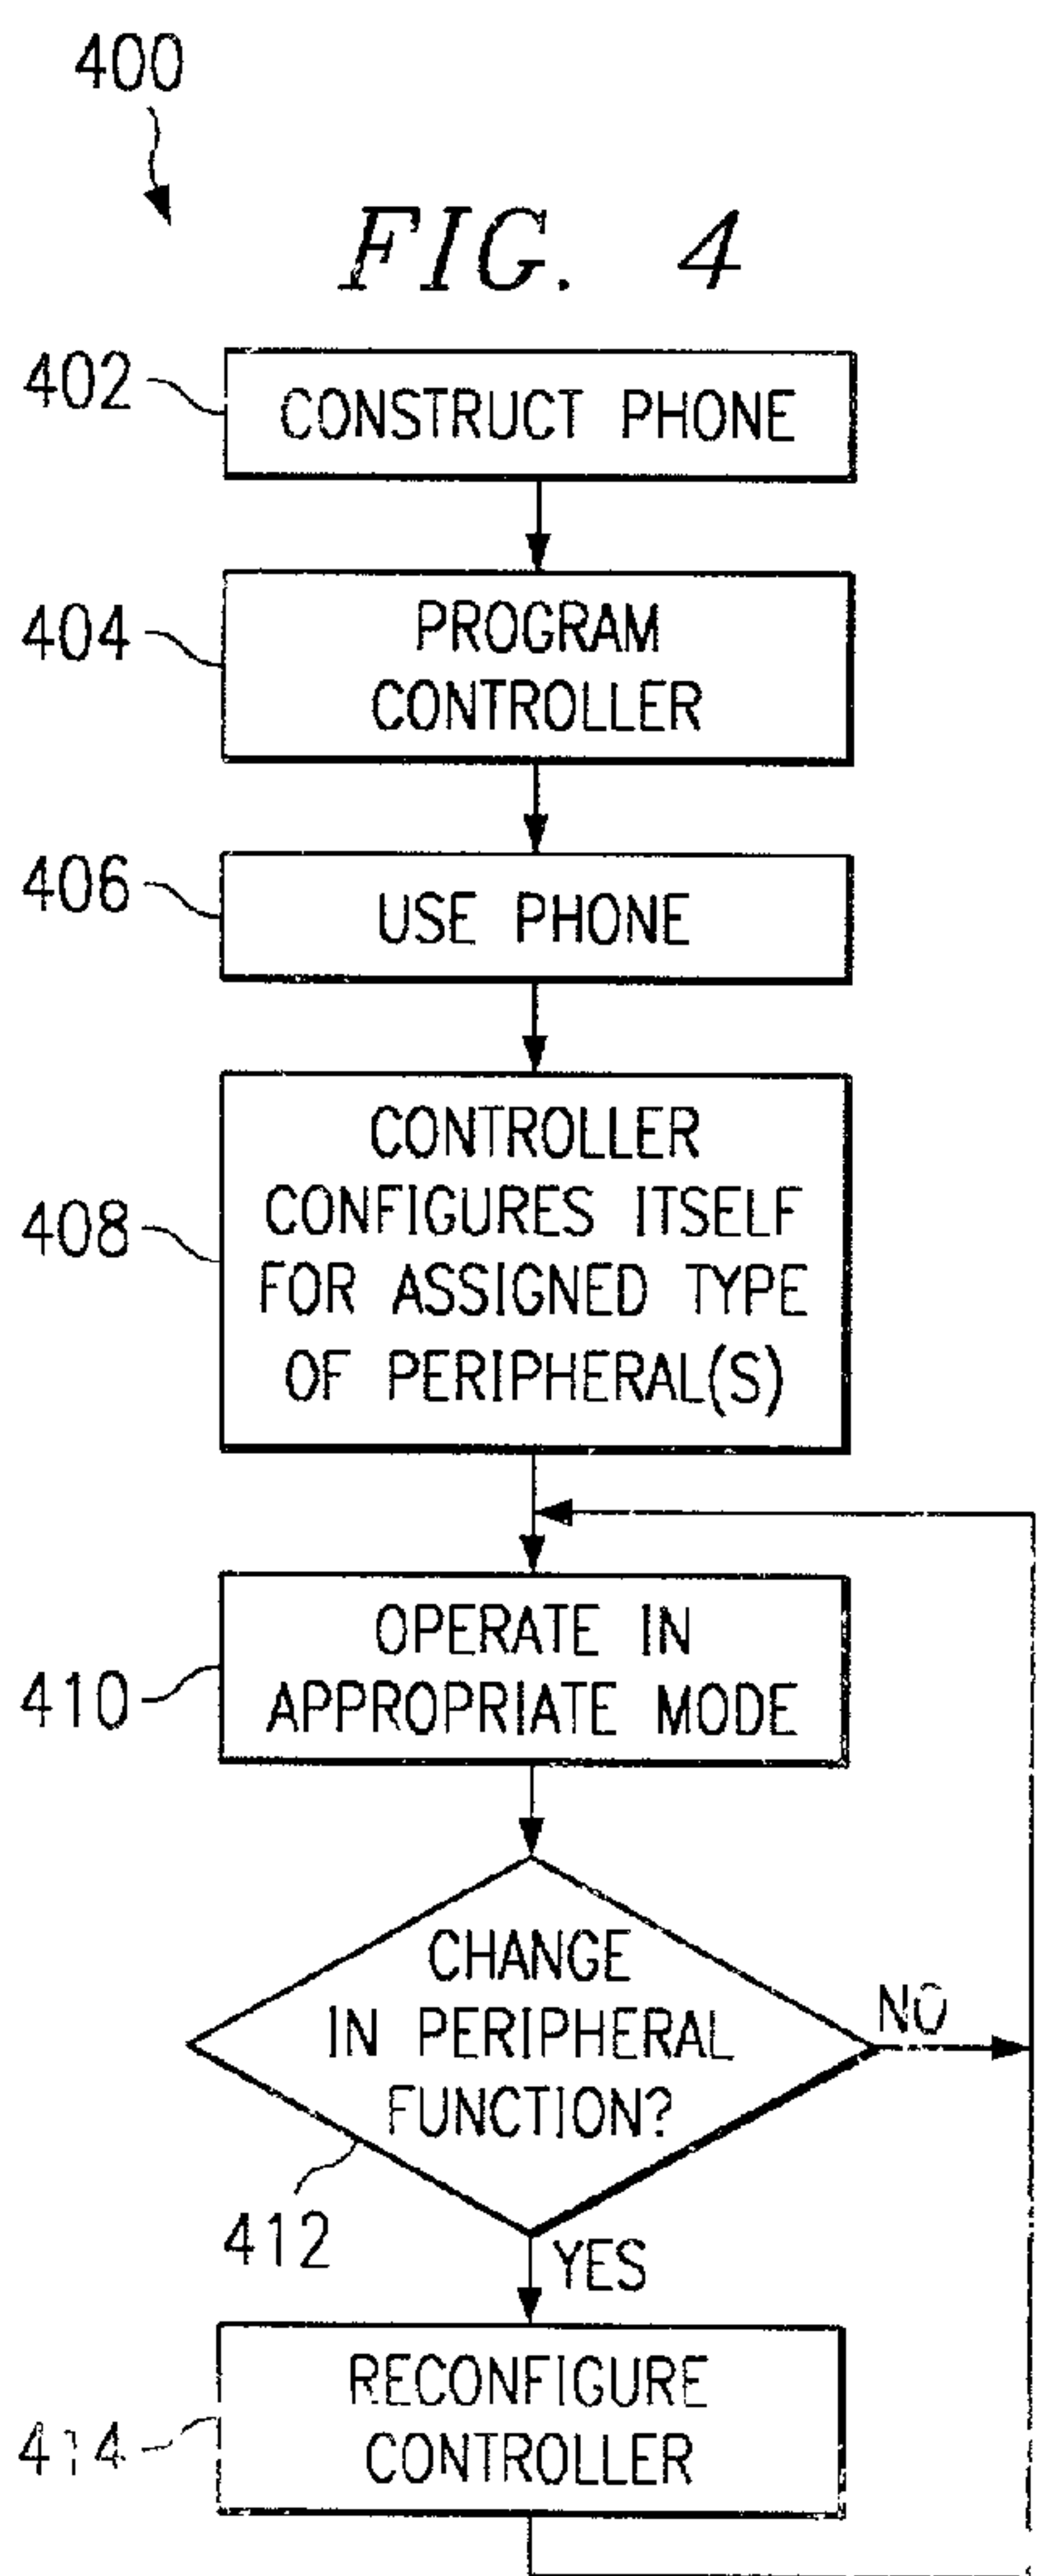 400
FIG. 4
402
CONSTRUCT PHONE
404
PROGRAM
CONTROLLER
406
USE PHONE
408
CONTROLLER
CONFIGURES ITSELF
FOR ASSIGNED TYPE
OF PERIPHERAL(S)
410
OPERATE IN
APPROPRIATE MODE
CHANGE
IN PERIPHERAL
FUNCTION?
NO
412
YES
414
RECONFIGURE
CONTROLLER